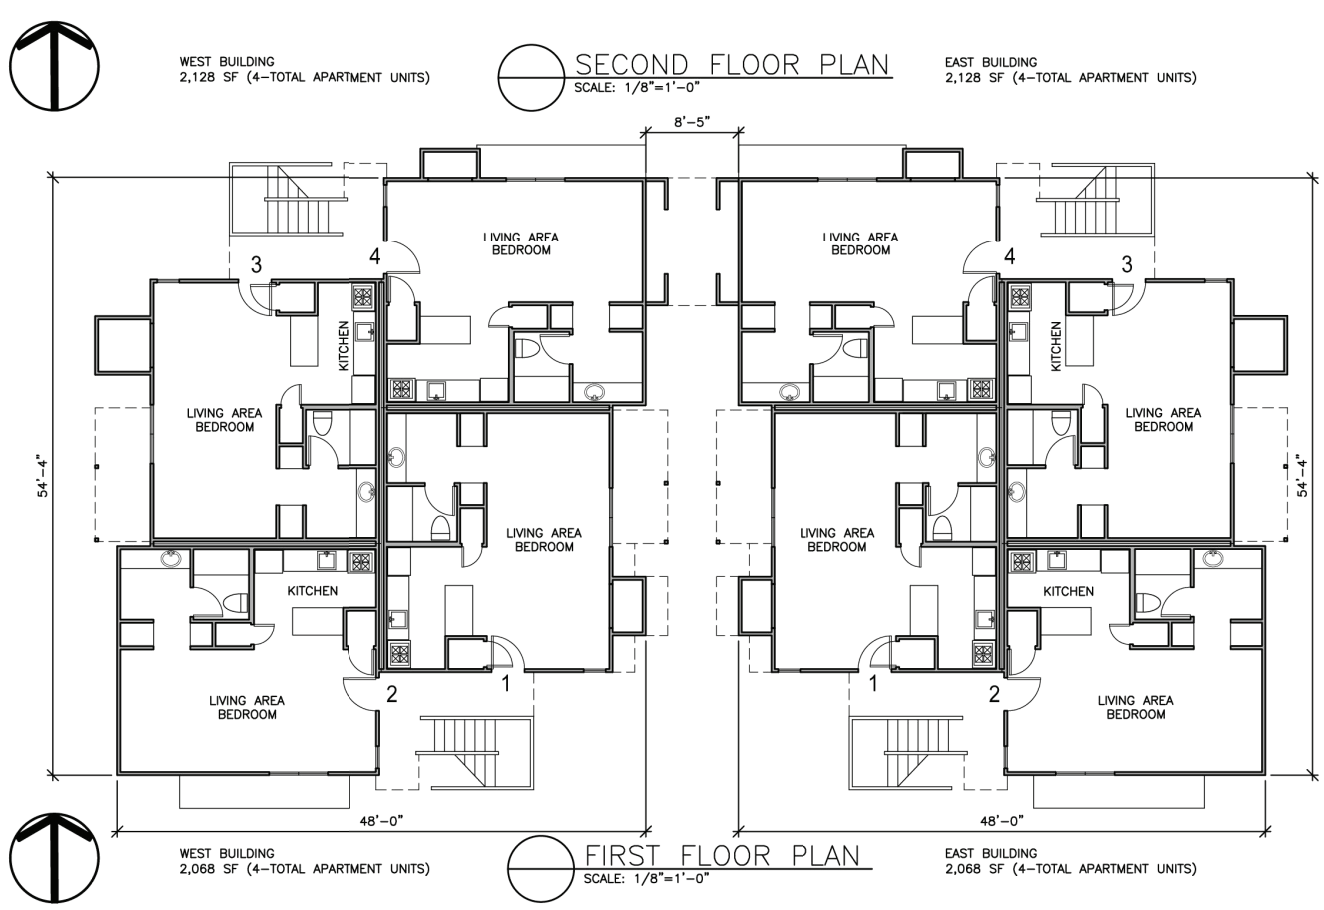 WEST BUILDING
2,128 SF (4-TOTAL APARTMENT UNITS)
SECOND FLOOR PLAN
SCALE: 1/8"=1'-0"
EAST BUILDING
2,128 SF (4-TOTAL APARTMENT UNITS)
8'-5"
LIVING AREA
BEDROOM
LIVING AREA
BEDROOM
3
4
4
3
KITCHEN
KITCHEN
LIVING AREA
BEDROOM
LIVING AREA
BEDROOM
54'-4"
54'-4"
LIVING AREA
BEDROOM
LIVING AREA
BEDROOM
KITCHEN
KITCHEN
2
1
1
2
LIVING AREA
BEDROOM
LIVING AREA
BEDROOM
48'-0"
48'-0"
WEST BUILDING
2,068 SF (4-TOTAL APARTMENT UNITS)
FIRST FLOOR PLAN
SCALE: 1/8"=1'-0"
EAST BUILDING
2,068 SF (4-TOTAL APARTMENT UNITS)